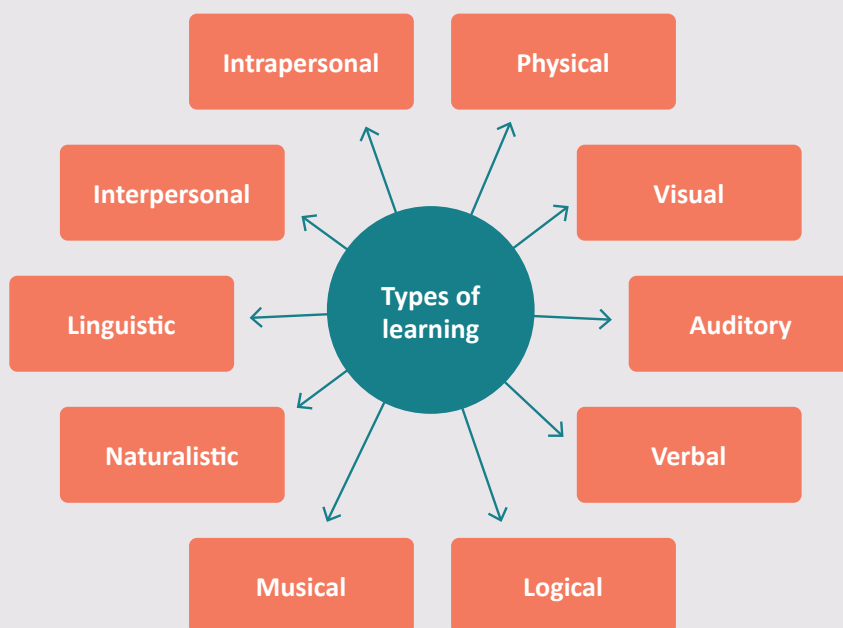 Intrapersonal
Physical
Interpersonal
Visual
Types of
learning
Linguistic
Auditory
Naturalistic
Verbal
Musical
Logical